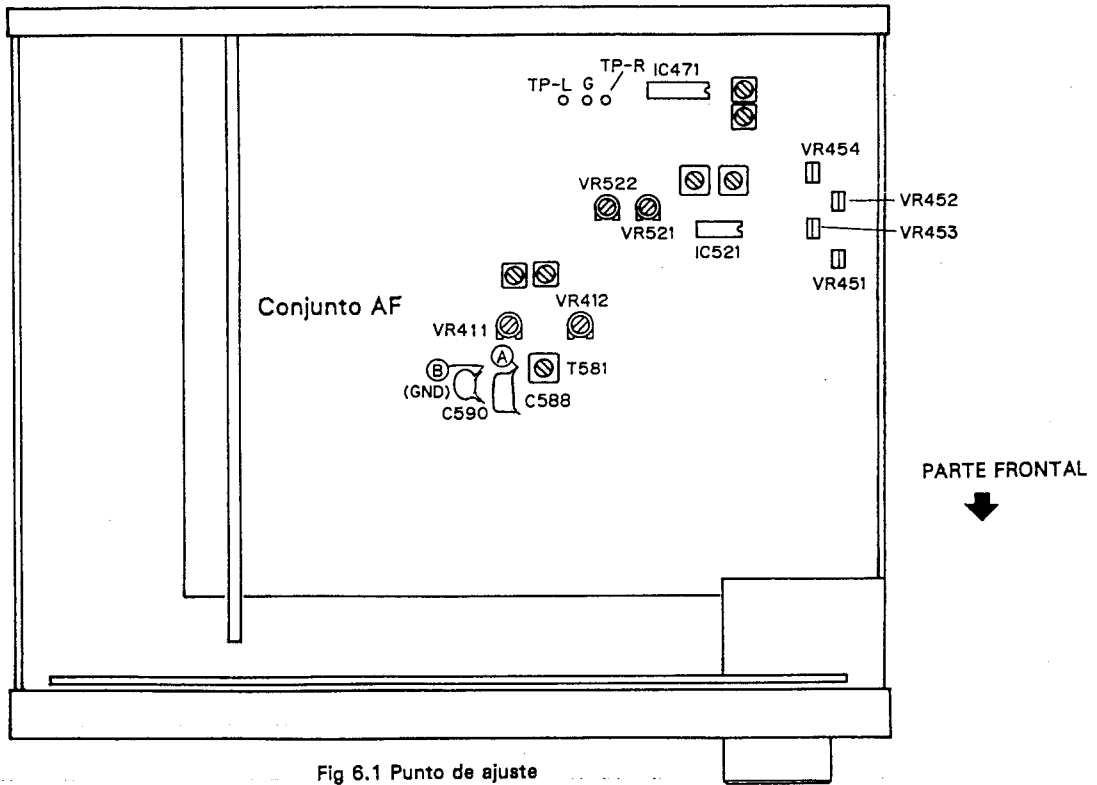 TP-L G TP-R IC471
VR454
VR522
VR452
VR521
VR453
IC521
VR451
Conjunto AF
VR412
VR411
A
B
T581
(GND)
C588
C590
PARTE FRONTAL
Fig 6.1 Punto de ajuste